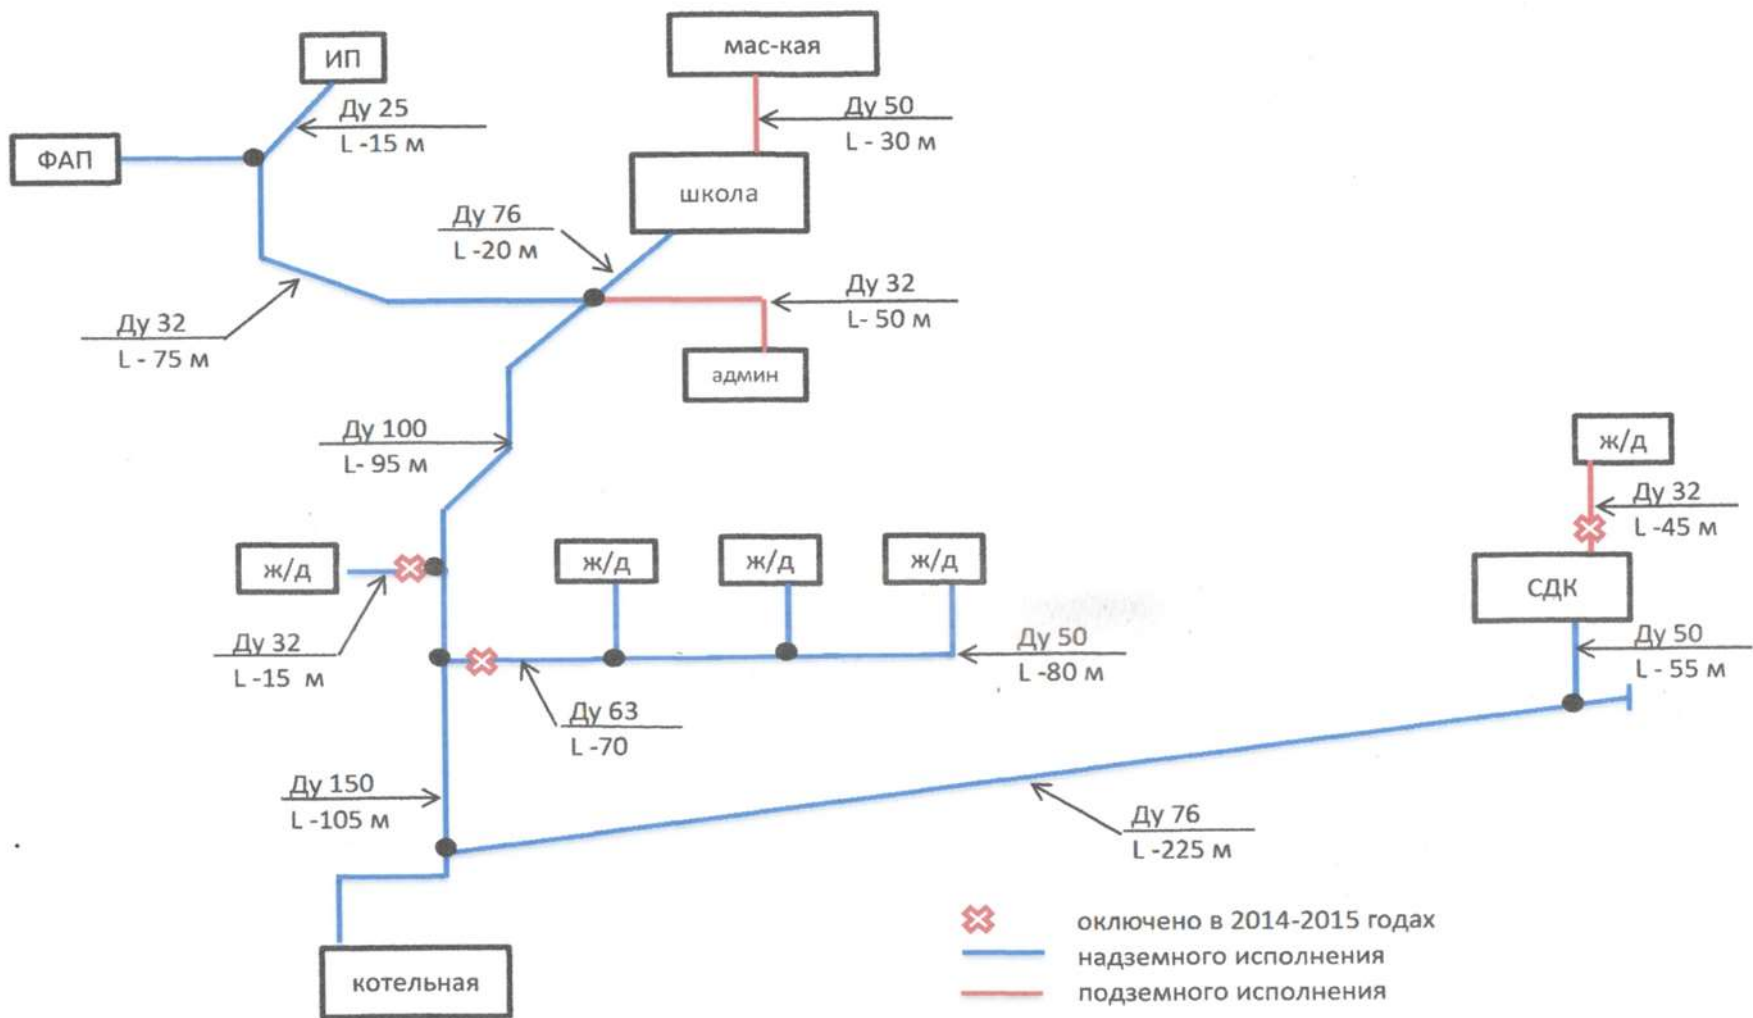 мас-кая
ИП
Ду 25
L -15 м
Ду 50
L - 30 м
ФАП
школа
Ду 76
L -20 м
Ду 32
L- 50 м
Ду 32
L - 75 м
админ
Ду 100
L- 95 м
ж/д
Ду 32
L -45 м
ж/д
ж/д
ж/д
ж/д
СДК
Ду 32
L -15 м
Ду 50
L -80 м
Ду 50
L - 55 м
Ду 63
L -70
Ду 150
L -105 м
Ду 76
L -225 м
оключено в 2014-2015 годах
надземного исполнения
подземного исполнения
котельная